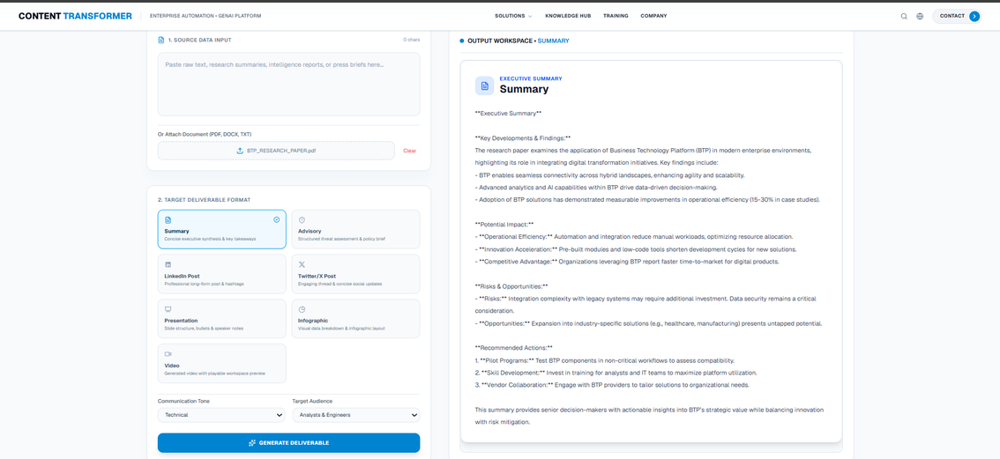 CONTENT TRANSFORMER
ENTERPRISE AUTOMATION • GENAI PLATFORM
SOLUTIONS
KNOWLEDGE HUB
TRAINING
COMPANY
CONTACT
1. SOURCE DATA INPUT
0 chars
Paste raw text, research summaries, intelligence reports, or press briefs here...
Or Attach Document (PDF, DOCX, TXT)
BTP_RESEARCH_PAPER.pdf
Clear
2. TARGET DELIVERABLE FORMAT
Summary
Concise executive synthesis & key takeaways
Advisory
Structured threat assessment & policy brief
LinkedIn Post
Professional long-form post & hashtags
Twitter/X Post
Engaging thread & concise social updates
Presentation
Slide structure, bullets & speaker notes
Infographic
Visual data breakdown & infographic layout
Video
Generated video with playable workspace preview
Communication Tone
Target Audience
Technical
Analysts & Engineers
GENERATE DELIVERABLE
OUTPUT WORKSPACE • SUMMARY
EXECUTIVE SUMMARY
Summary
**Executive Summary**
**Key Developments & Findings:**
The research paper examines the application of Business Technology Platform (BTP) in modern enterprise environments,
highlighting its role in integrating digital transformation initiatives. Key findings include:
- BTP enables seamless connectivity across hybrid landscapes, enhancing agility and scalability.
- Advanced analytics and AI capabilities within BTP drive data-driven decision-making.
- Adoption of BTP solutions has demonstrated measurable improvements in operational efficiency (15-30% in case studies).
**Potential Impact:**
- **Operational Efficiency:** Automation and integration reduce manual workloads, optimizing resource allocation.
- **Innovation Acceleration:** Pre-built modules and low-code tools shorten development cycles for new solutions.
- **Competitive Advantage:** Organizations leveraging BTP report faster time-to-market for digital products.
**Risks & Opportunities:**
- **Risks:** Integration complexity with legacy systems may require additional investment. Data security remains a critical
consideration.
- **Opportunities:** Expansion into industry-specific solutions (e.g., healthcare, manufacturing) presents untapped potential.
**Recommended Actions:**
1. **Pilot Programs:** Test BTP components in non-critical workflows to assess compatibility.
2. **Skill Development:** Invest in training for analysts and IT teams to maximize platform utilization.
3. **Vendor Collaboration:** Engage with BTP providers to tailor solutions to organizational needs.
This summary provides senior decision-makers with actionable insights into BTP's strategic value while balancing innovation
with risk mitigation.